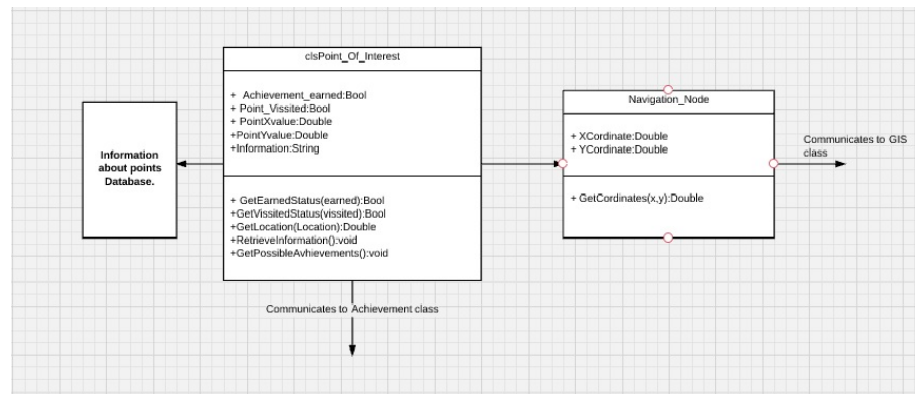 clsPoint_Of_Interest
+ Achievement_earned:Bool
+ Point_Vissited:Bool
+ PointXvalue:Double
+PointYvalue:Double
+Information:String
+ GetEarnedStatus(earned):Bool
+GetVissitedStatus(vissited):Bool
+GetLocation(Location):Double
+RetrieveInformation():void
+GetPossibleAvhievements():void
Information
about points
Database.
Navigation_Node
+ XCordinate:Double
+ YCordinate:Double
+ GetCordinates(x,y):Double
Communicates to GIS
class
Communicates to Achievement class